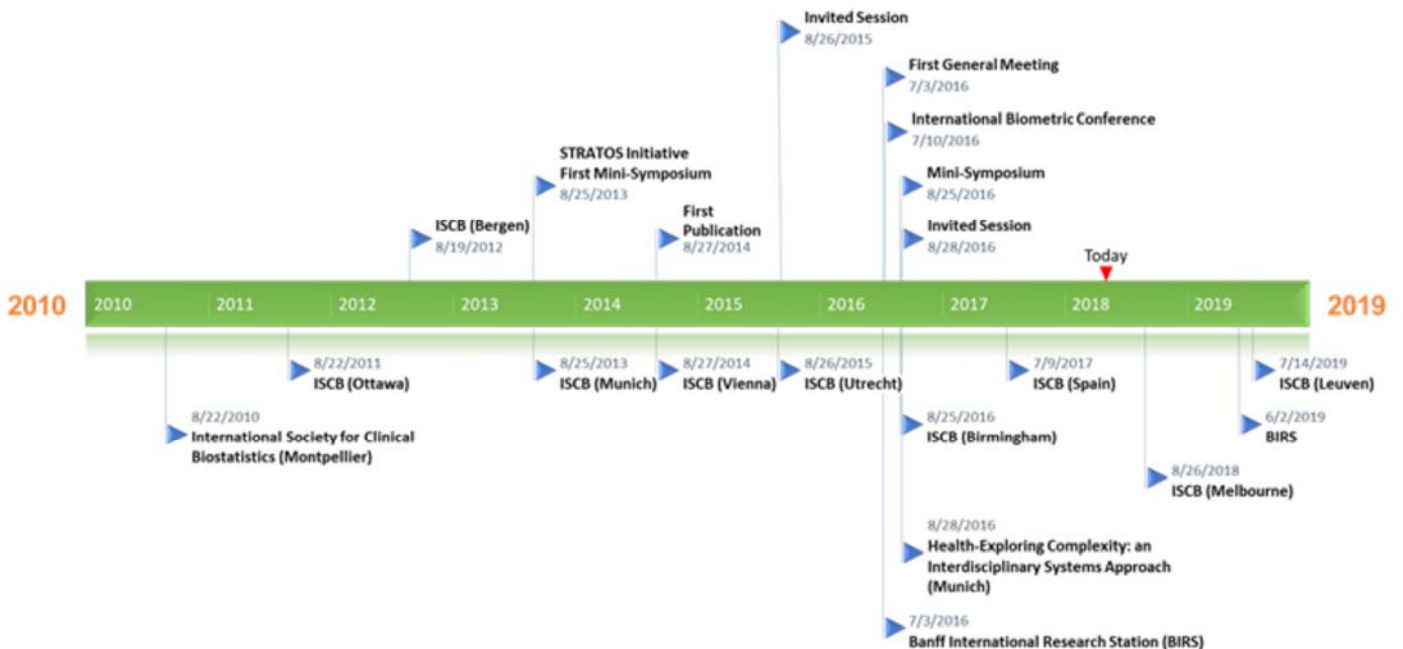 Invited Session
8/26/2015
First General Meeting
7/3/2016
International Biometric Conference
7/10/2016
STRATOS Initiative
First Mini-Symposium
8/25/2013
Mini-Symposium
8/25/2016
ISCB (Bergen)
8/19/2012
First
Publication
8/27/2014
Invited Session
8/28/2016
Today
2010
2010
2011
2012
2013
2014
2015
2016
2017
2018
2019
2019
8/22/2011
ISCB (Ottawa)
8/25/2013
ISCB (Munich)
8/27/2014
ISCB (Vienna)
8/26/2015
ISCB (Utrecht)
7/9/2017
ISCB (Spain)
7/14/2019
ISCB (Leuven)
8/22/2010
International Society for Clinical
Biostatistics (Montpellier)
8/25/2016
ISCB (Birmingham)
6/2/2019
BIRS
8/26/2018
ISCB (Melbourne)
8/28/2016
Health-Exploring Complexity: an
Interdisciplinary Systems Approach
(Munich)
7/3/2016
Banff International Research Station (BIRS)